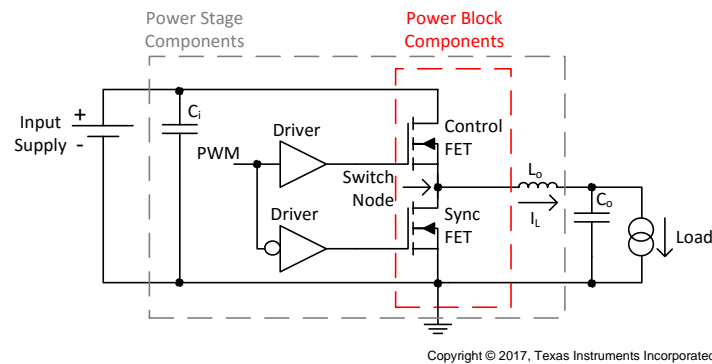 Power Stage
Components
Power Block
Components
Input
Supply
+
-
Ci
PWM
Driver
Driver
Control
FET
Switch
Node
Sync
FET
Lo
IL
Co
Load
Copyright © 2017, Texas Instruments Incorporated